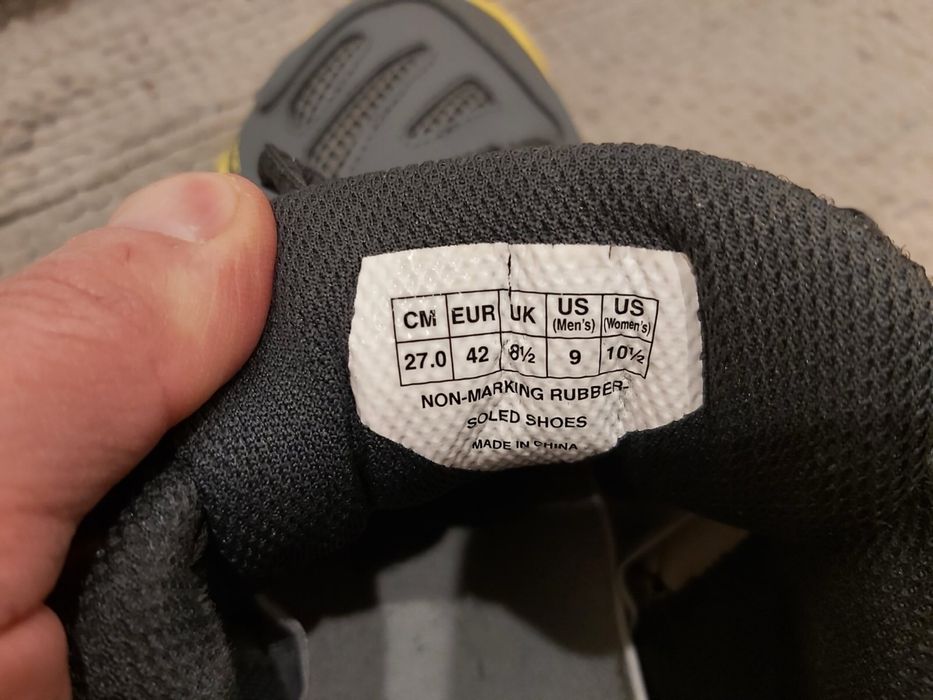 CM EUR UK US (Men's) US (Women's)
27.0 42 8½ 9 10½
NON-MARKING RUBBER-
SOLED SHOES
MADE IN CHINA